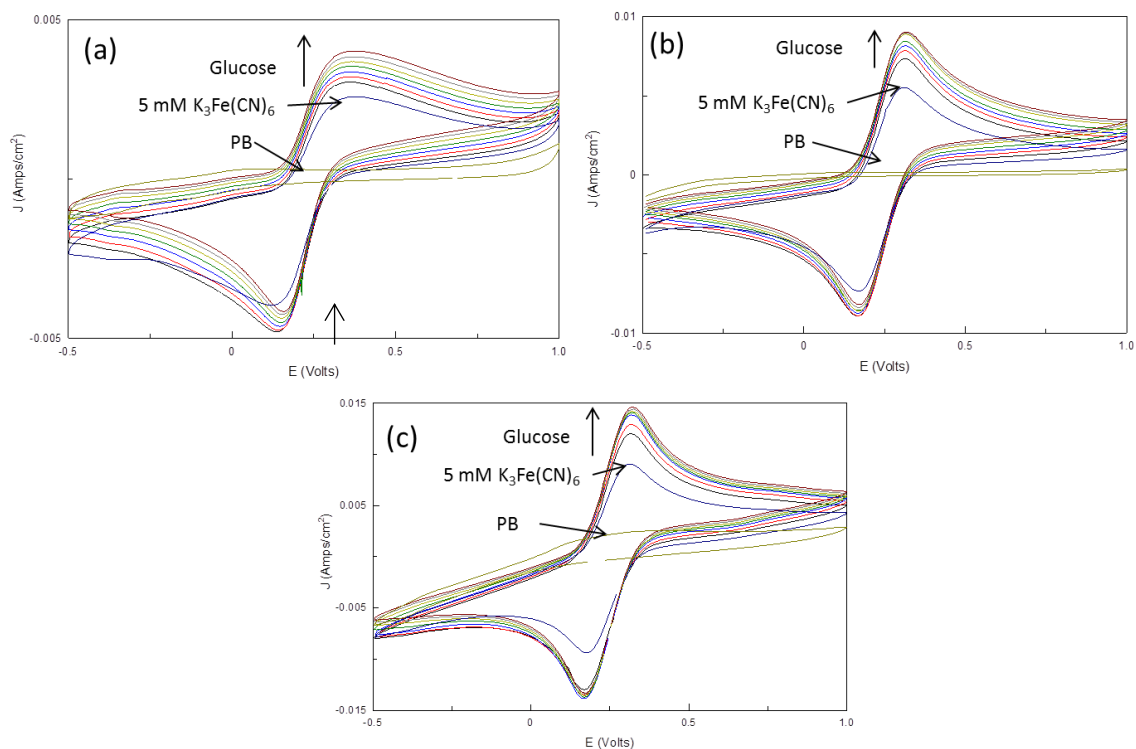 (a)
0.005
Glucose
5 mM K₃Fe(CN)₆
PB
J (Amps/cm²)
-0.005
-0.5
0
0.5
1.0
E (Volts)
(b)
0.01
Glucose
5 mM K₃Fe(CN)₆
PB
J (Amps/cm²)
0
-0.01
-0.5
0
0.5
1.0
E (Volts)
(c)
0.015
Glucose
5 mM K₃Fe(CN)₆
0.005
PB
J (Amps/cm²)
-0.005
-0.015
-0.5
0
0.5
1.0
E (Volts)